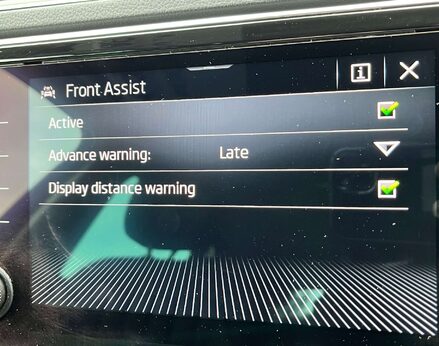 Front Assist
Active
Advance warning: Late
Display distance warning